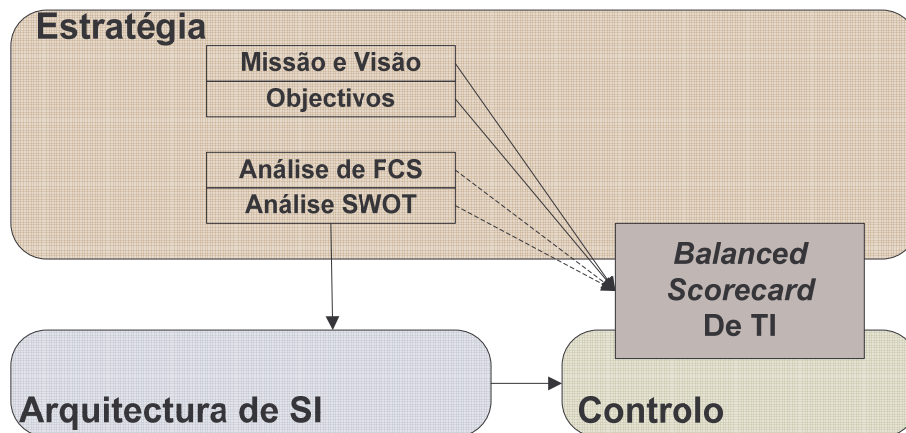 Estratégia
Missão e Visão
Objectivos
Análise de FCS
Análise SWOT
Balanced
Scorecard
De TI
Arquitectura de SI
Controlo